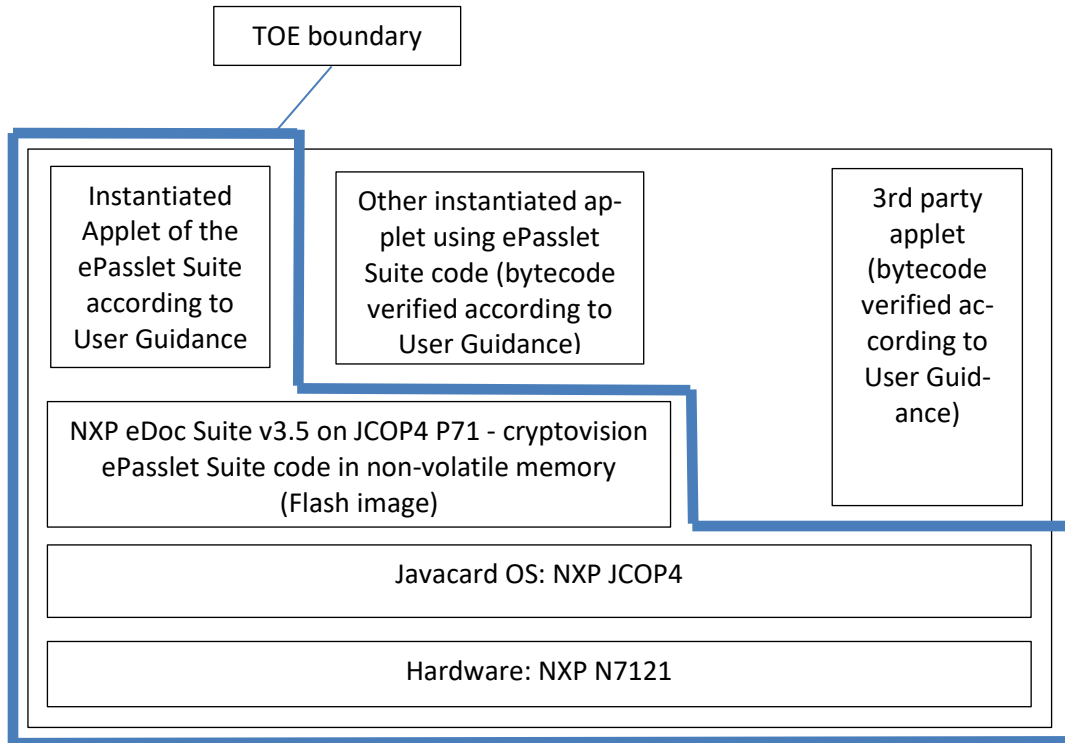 TOE boundary
Instantiated
Applet of the
ePasslet Suite
according to
User Guidance
Other instantiated ap-
plet using ePasslet
Suite code (bytecode
verified according to
User Guidance)
3rd party
applet
(bytecode
verified ac-
cording to
User Guid-
ance)
NXP eDoc Suite v3.5 on JCOP4 P71 - cryptovision
ePasslet Suite code in non-volatile memory
(Flash image)
Javacard OS: NXP JCOP4
Hardware: NXP N7121